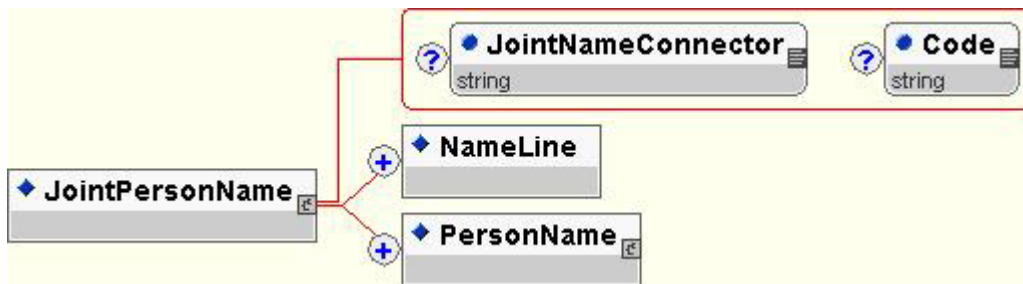 ? JointNameConnector
string
? Code
string
+ NameLine
JointPersonName
+ PersonName